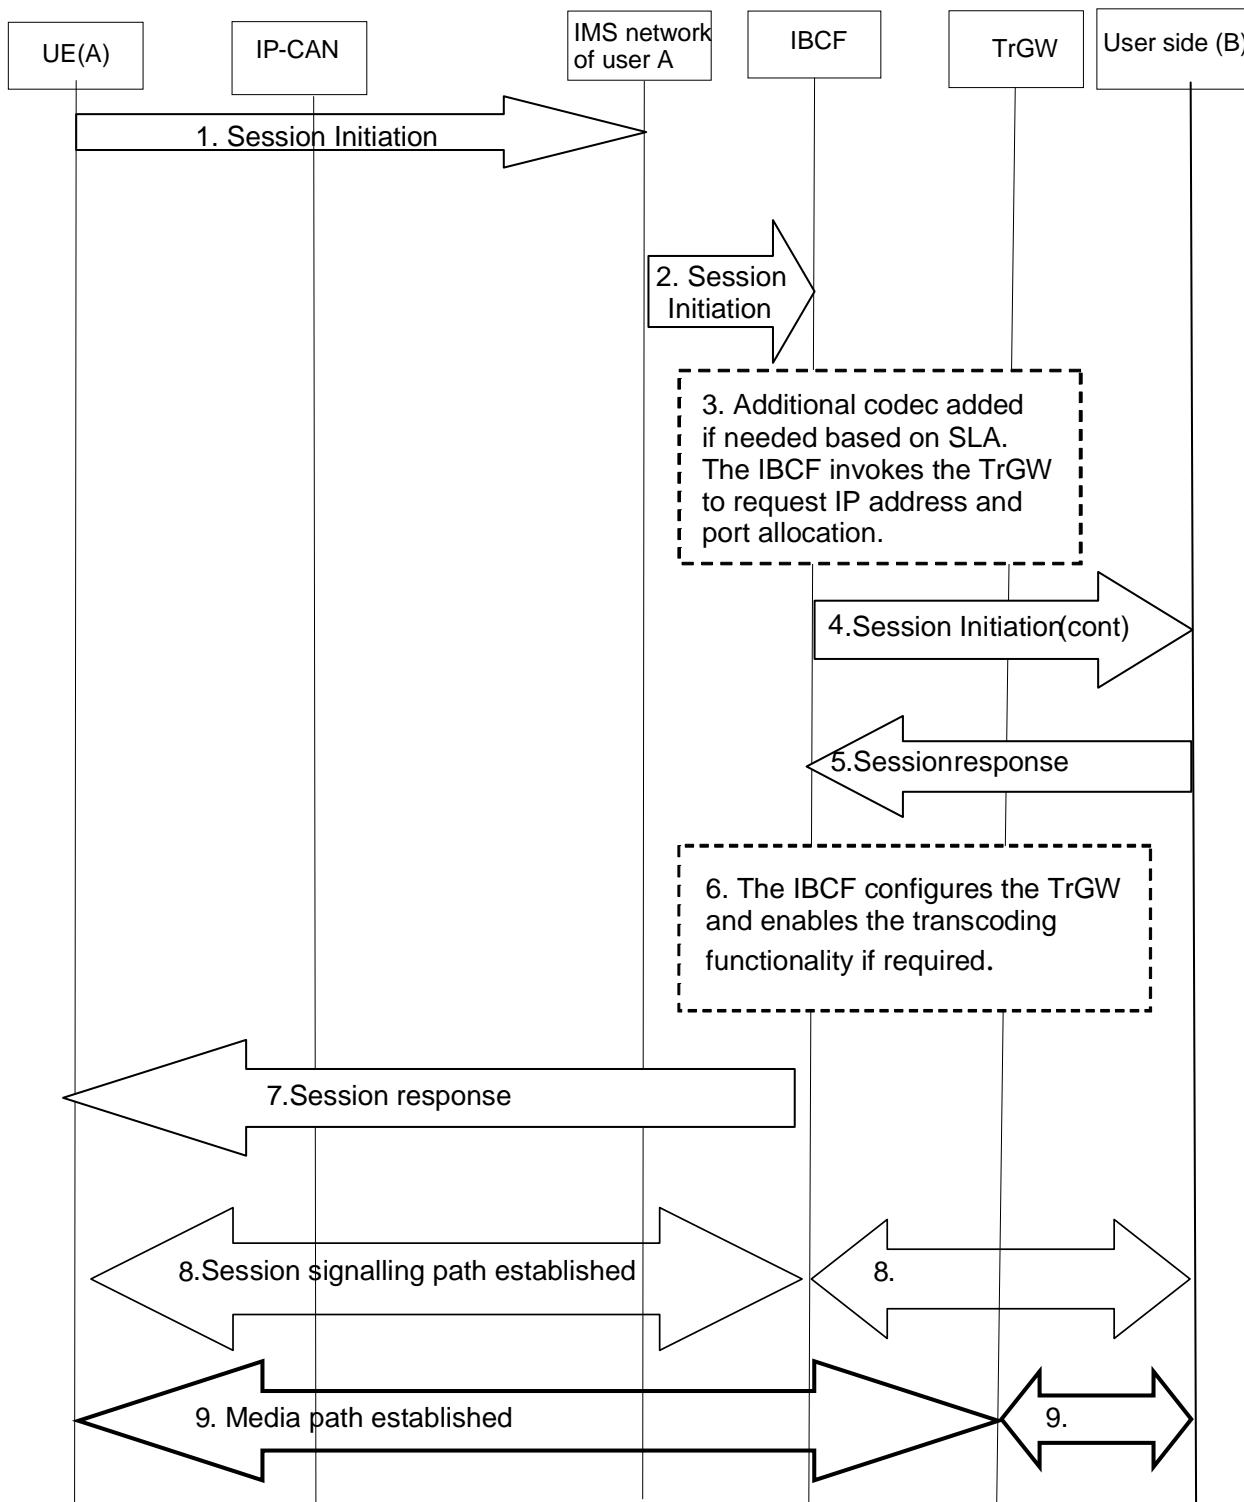 UE(A)
IP-CAN
IMS network
of user A
IBCF
TrGW
User side (B)
1. Session Initiation
2. Session
Initiation
3. Additional codec added
if needed based on SLA.
The IBCF invokes the TrGW
to request IP address and
port allocation.
4.Session Initiation(cont)
5.Sessionresponse
6. The IBCF configures the TrGW
and enables the transcoding
functionality if required.
7.Session response
8.Session signalling path established
8.
9. Media path established
9.